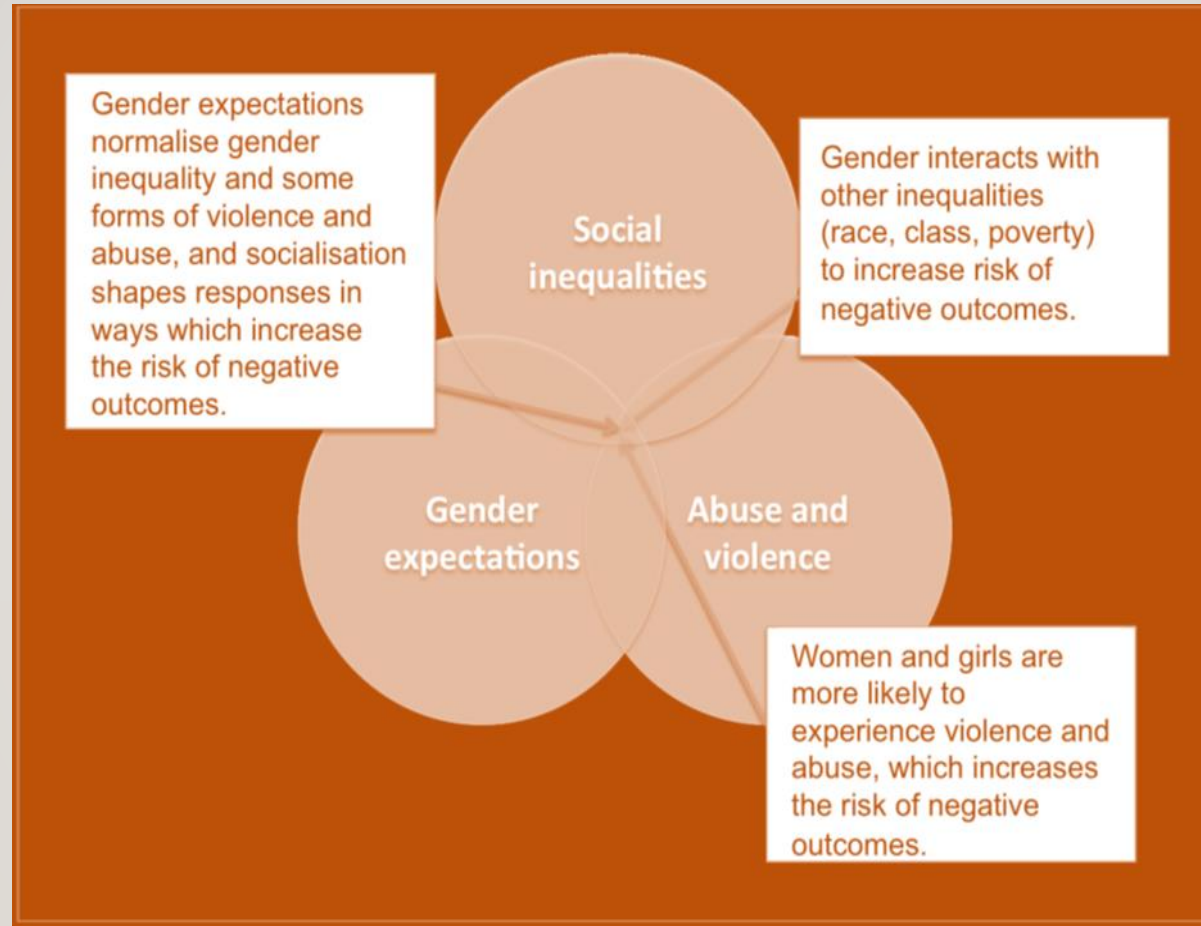 Gender expectations
normalise gender
inequality and some
forms of violence and
abuse, and socialisation
shapes responses in
ways which increase
the risk of negative
outcomes.
Social
inequalities
Gender interacts with
other inequalities
(race, class, poverty)
to increase risk of
negative outcomes.
Gender
expectations
Abuse and
violence
Women and girls are
more likely to
experience violence and
abuse, which increases
the risk of negative
outcomes.